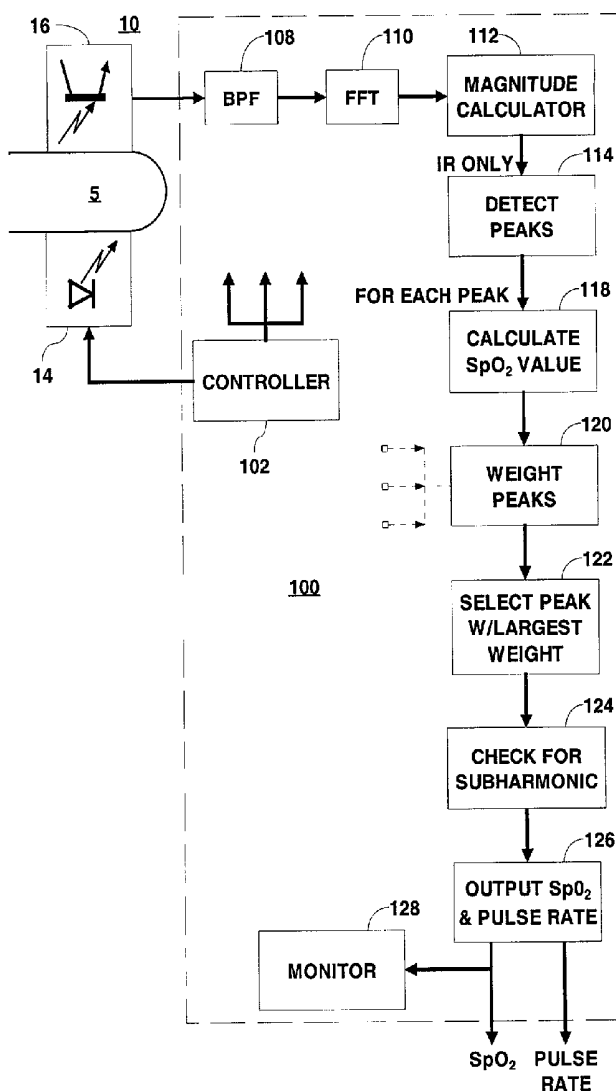 16
10
108
110
112
BPF
FFT
MAGNITUDE
CALCULATOR
IR ONLY
114
5
DETECT
PEAKS
FOR EACH PEAK
118
14
CONTROLLER
102
CALCULATE
SpO₂ VALUE
120
WEIGHT
PEAKS
100
122
SELECT PEAK
W/LARGEST
WEIGHT
124
CHECK FOR
SUBHARMONIC
126
OUTPUT SpO₂
& PULSE RATE
128
MONITOR
SpO₂
PULSE
RATE